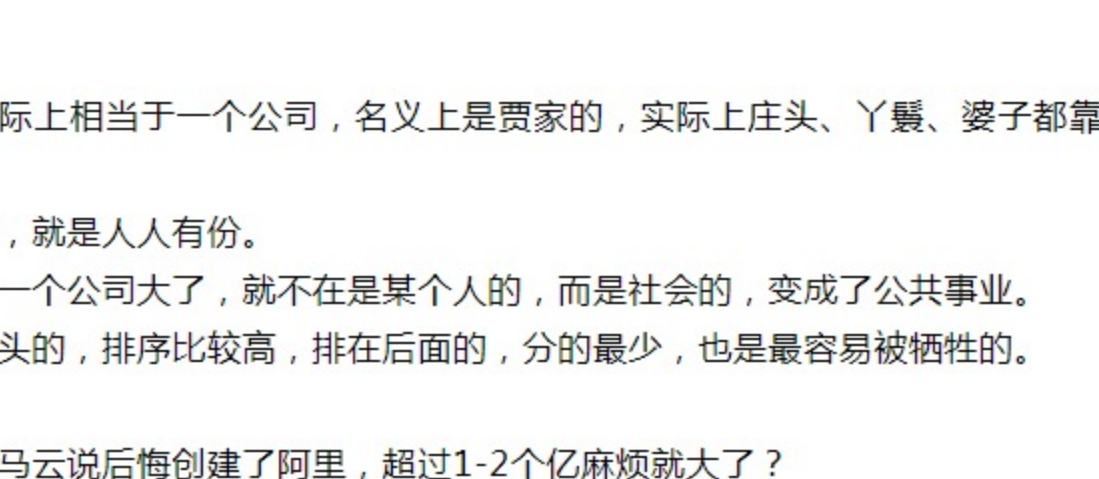 际上相当于一个公司，名义上是贾家的，实际上庄头、丫鬟、婆子都靠
，就是人人有份。
一个公司大了，就不在是某个人的，而是社会的，变成了公共事业。
头的，排序比较高，排在后面的，分的最少，也是最容易被牺牲的。
马云说后悔创建了阿里，超过1-2个亿麻烦就大了？